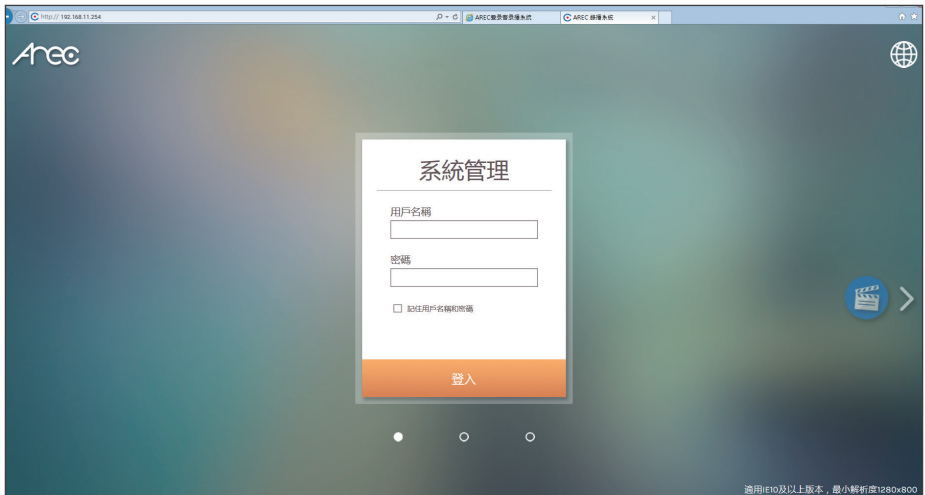 http:// 192.168.11.254
AREC 錄播系統
Arec
系統管理
用戶名稱
密碼
記住用戶名稱和密碼
登入
適用IE10及以上版本，最小解析度1280x800